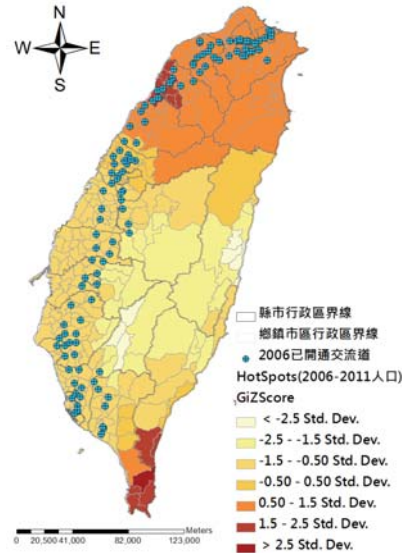 N
W E
S
縣市行政區界線
鄉鎮市區行政區界線
2006已開通交流道
HotSpots(2006-2011人口)
GiZScore
< -2.5 Std. Dev.
-2.5 - -1.5 Std. Dev.
-1.5 - -0.50 Std. Dev.
-0.50 - 0.50 Std. Dev.
0.50 - 1.5 Std. Dev.
1.5 - 2.5 Std. Dev.
> 2.5 Std. Dev.
Meters
0 20,500 41,000 82,000 123,000